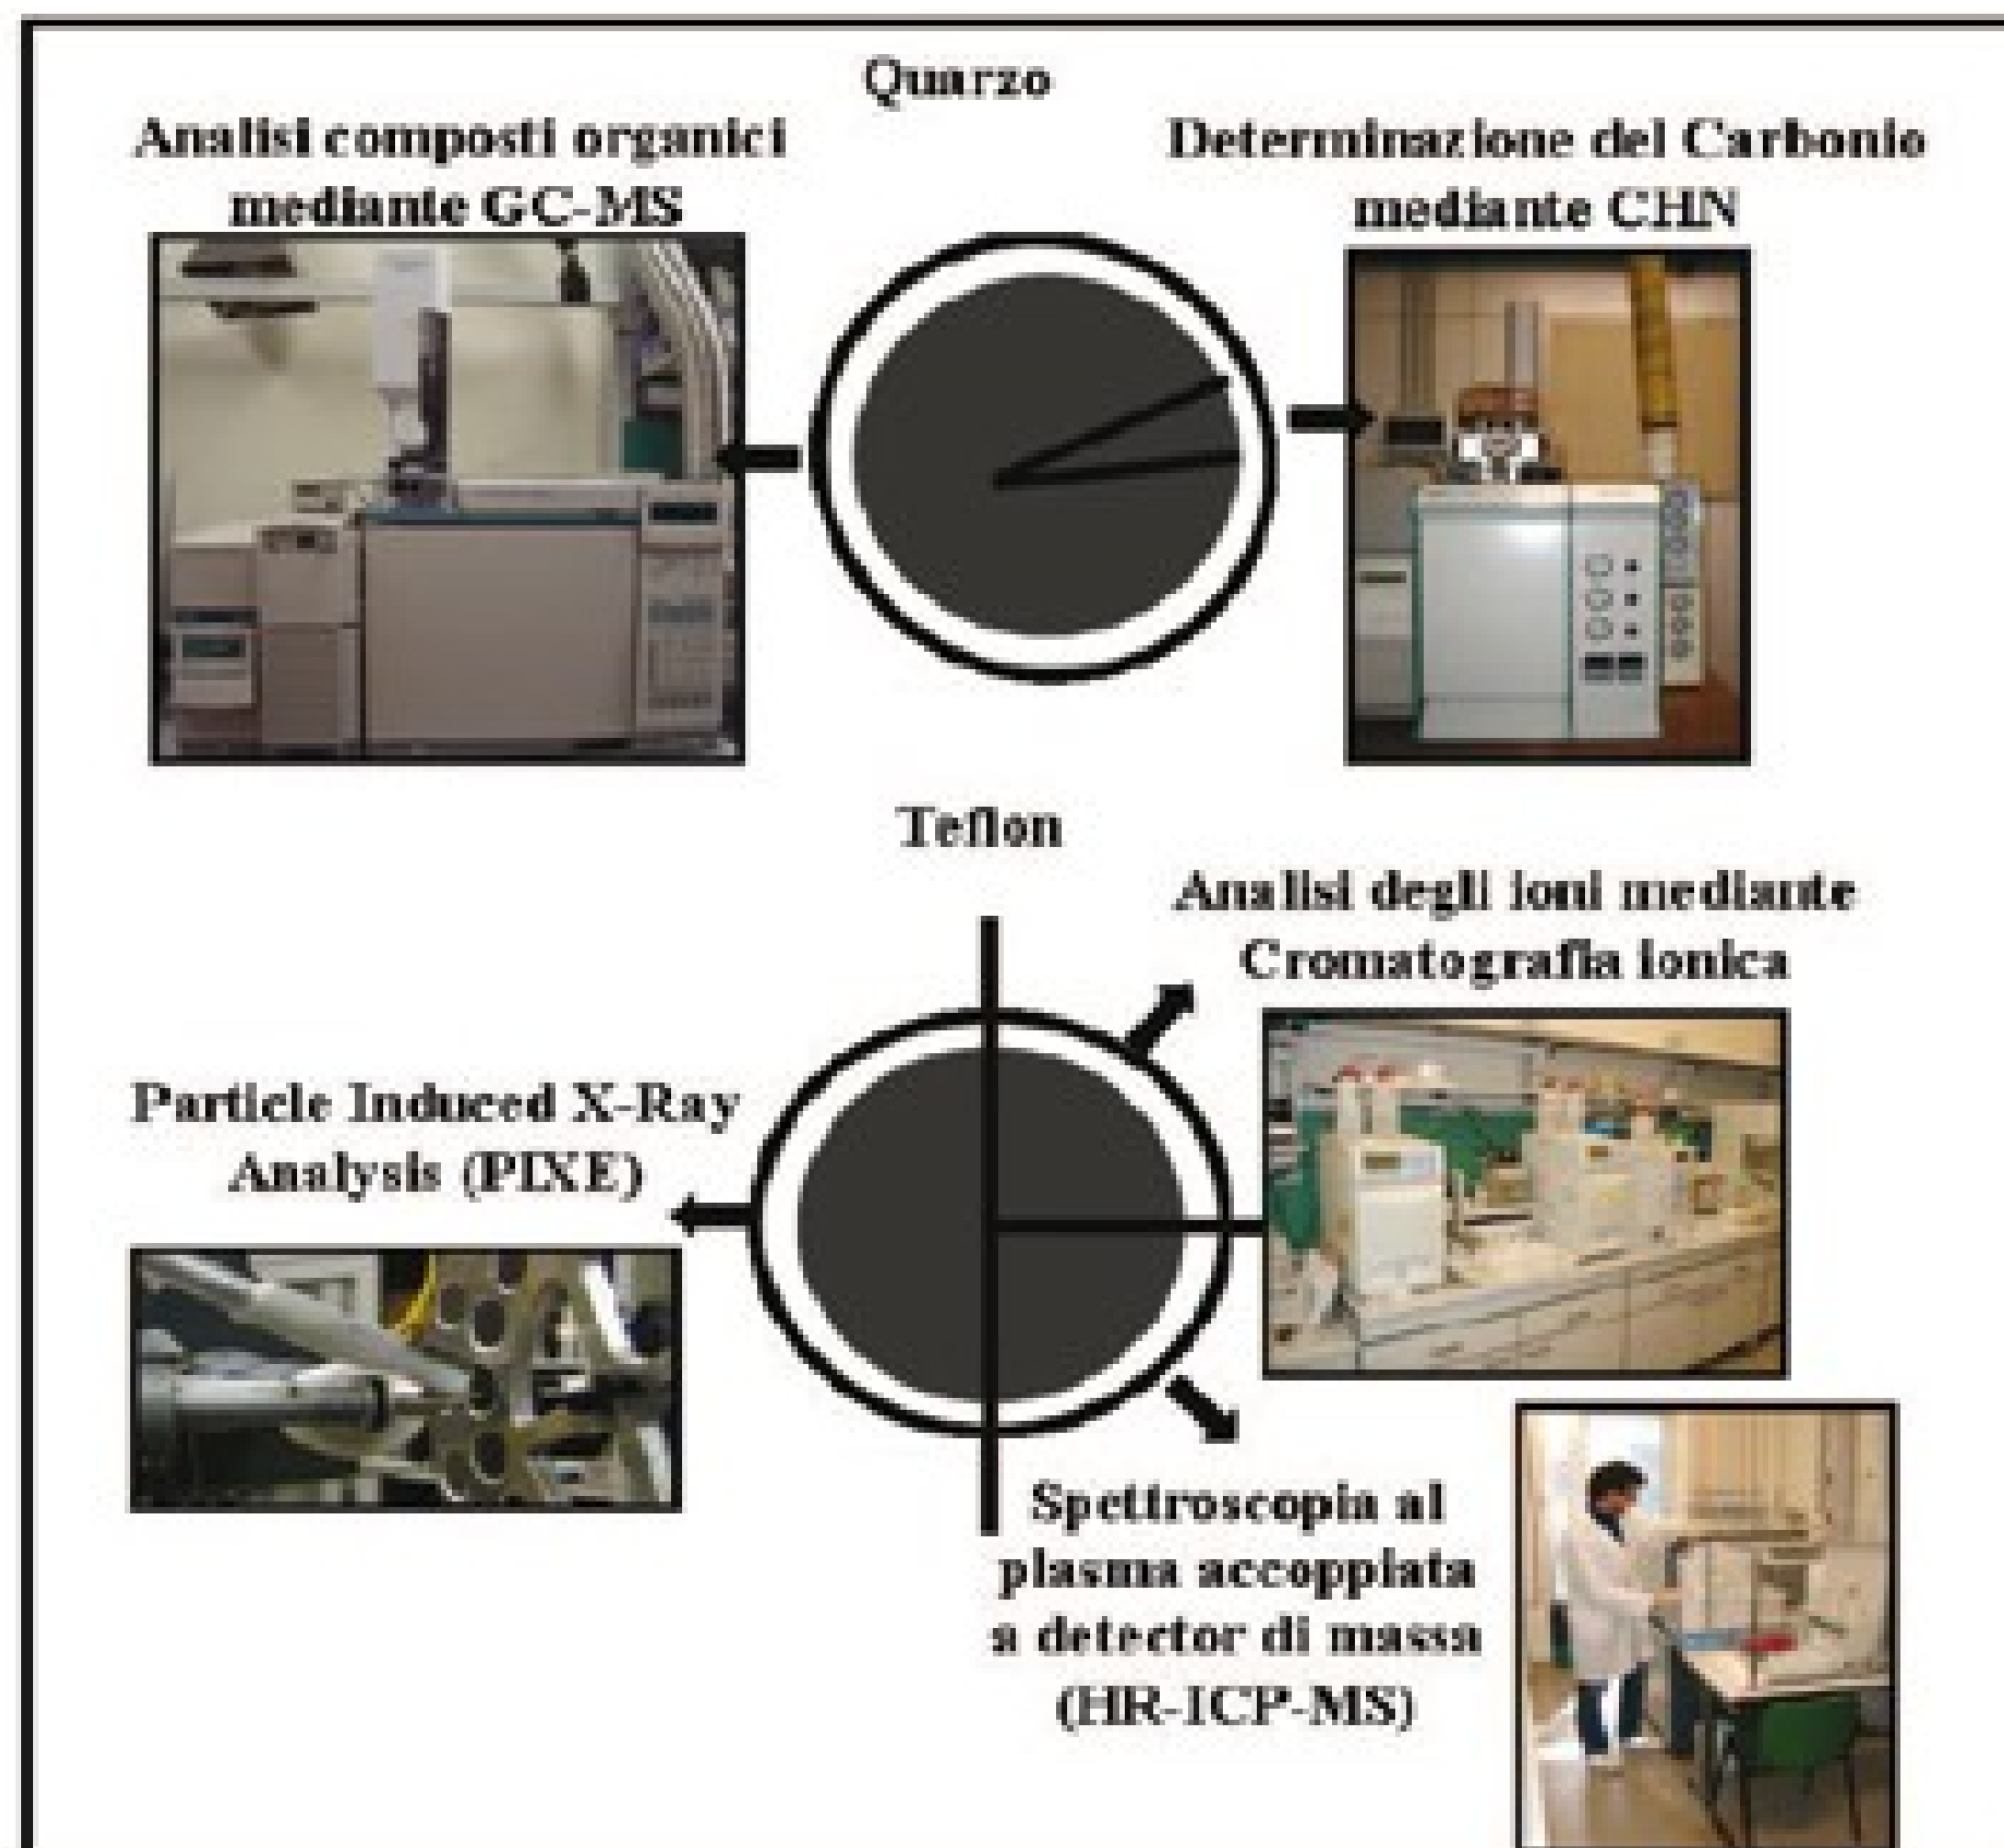 Quarzo
Analisi composti organici
mediante GC-MS
Determinazione del Carbonio
mediante CHN
Teflon
Analisi degli ioni mediante
Cromatografia ionica
Particle Induced X-Ray
Analysis (PIXE)
Spettroscopia al
plasma accoppiata
a detector di massa
(HR-ICP-MS)